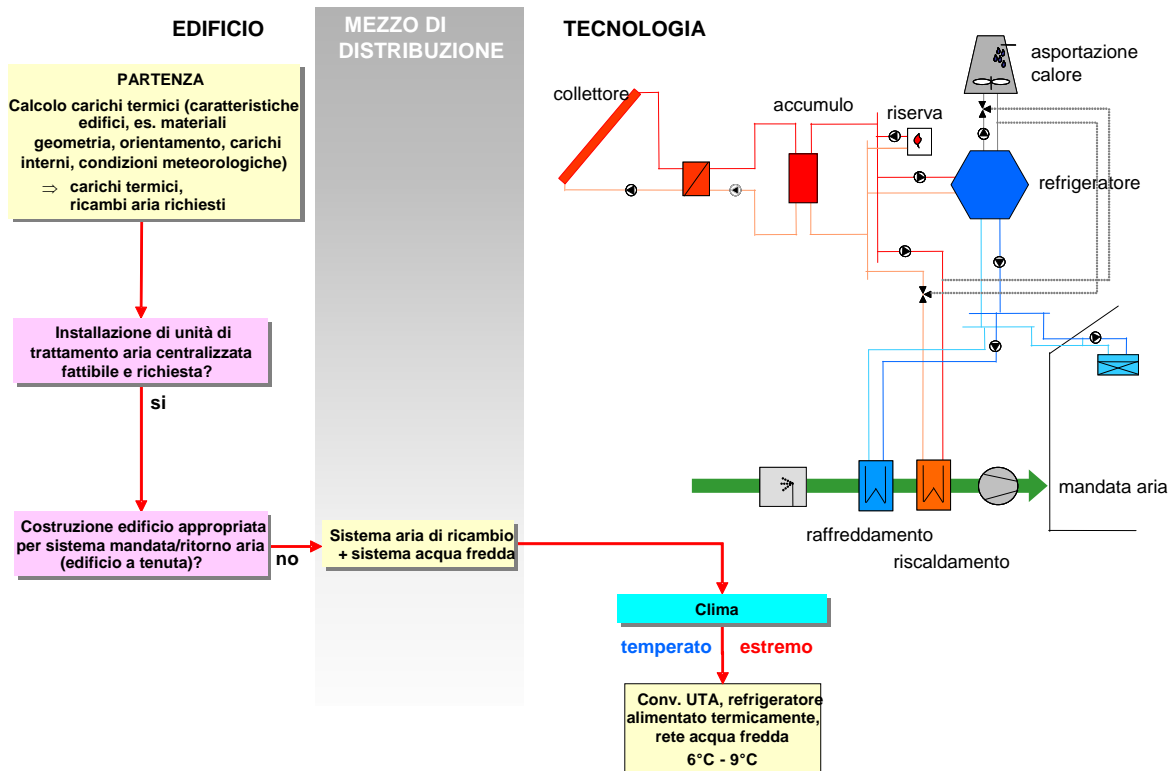 EDIFICIO
MEZZO DI
DISTRIBUZIONE
TECNOLOGIA
PARTENZA
Calcolo carichi termici (caratteristiche
edifici, es. materiali
geometria, orientamento, carichi
interni, condizioni meteorologiche)
⇒ carichi termici,
ricambi aria richiesti
Installazione di unità di
trattamento aria centralizzata
fattibile e richiesta?
si
Costruzione edificio appropriata
per sistema mandata/ritorno aria
(edificio a tenuta)?
no
Sistema aria di ricambio
+ sistema acqua fredda
collettore
accumulo
riserva
asportazione
calore
refrigeratore
mandata aria
raffreddamento
riscaldamento
Clima
temperato
estremo
Conv. UTA, refrigeratore
alimentato termicamente,
rete acqua fredda
6°C - 9°C